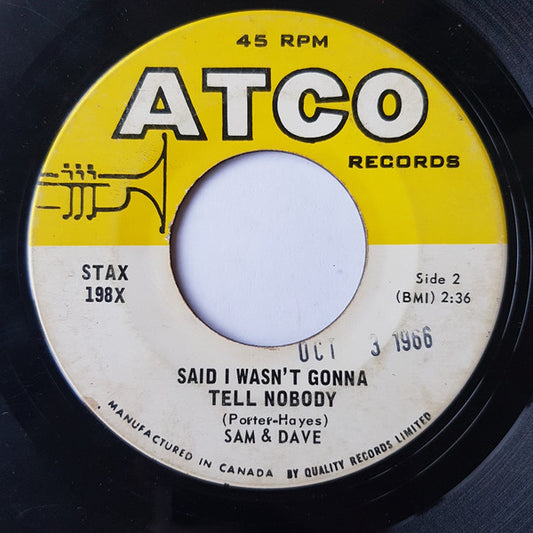 45 RPM
ATCO
RECORDS
STAX
198X
Side 2
(BMI) 2:36
OCT 3 1966
SAID I WASN'T GONNA
TELL NOBODY
(Porter-Hayes)
SAM & DAVE
MANUFACTURED IN CANADA BY QUALITY RECORDS LIMITED